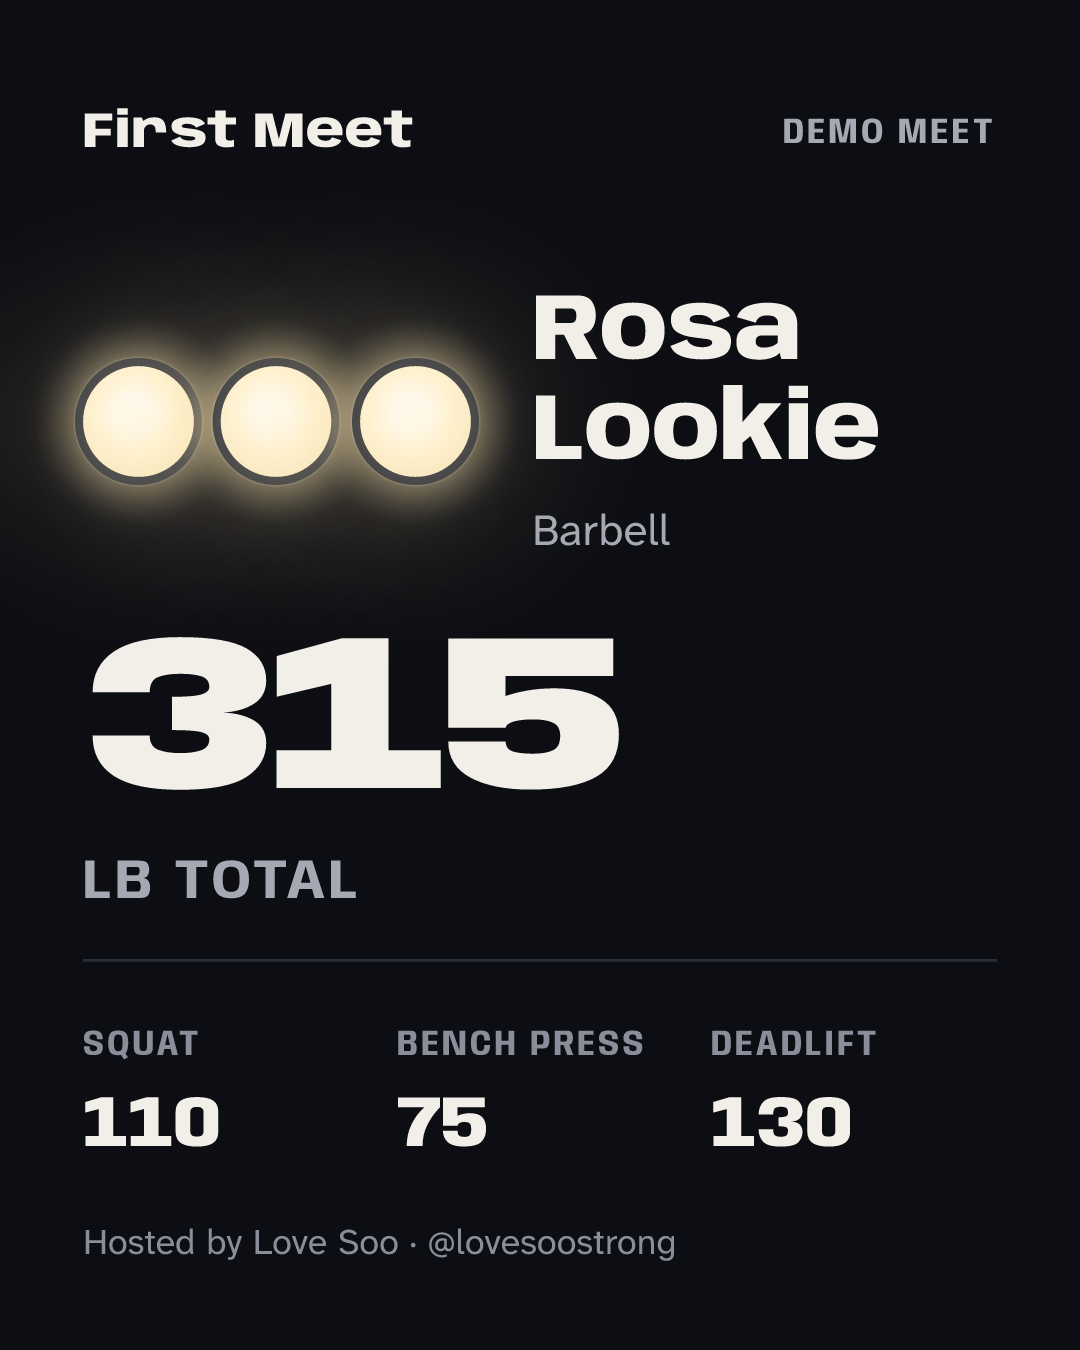 First Meet
DEMO MEET
Rosa
Lookie
Barbell
315
LB TOTAL
SQUAT
BENCH PRESS
DEADLIFT
110
75
130
Hosted by Love Soo · @lovesoostrong